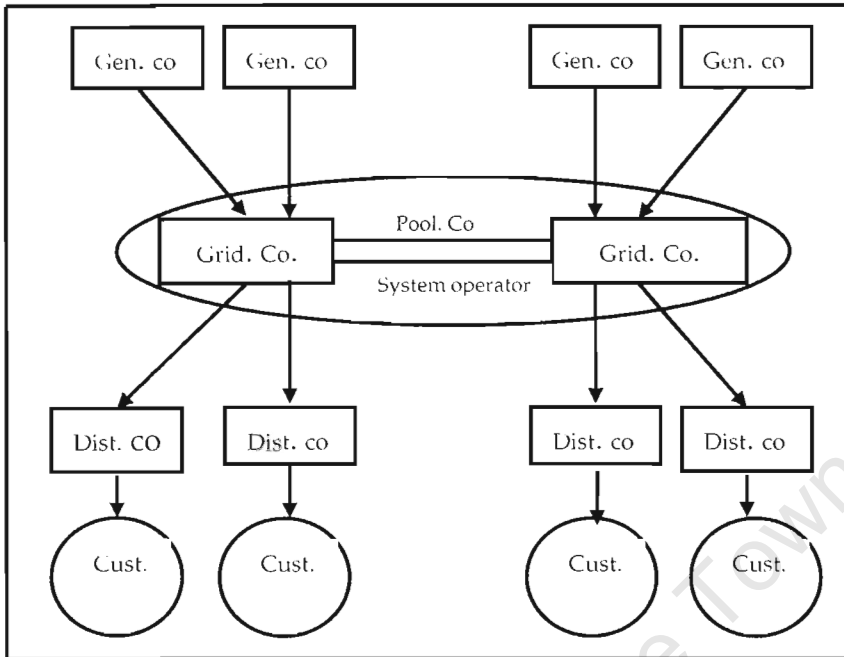 Gen. co
Gen. co
Gen. co
Gen. co
Pool. Co
Grid. Co.
Grid. Co.
System operator
Dist. CO
Dist. co
Dist. co
Dist. co
Cust.
Cust.
Cust.
Cust.
e Town